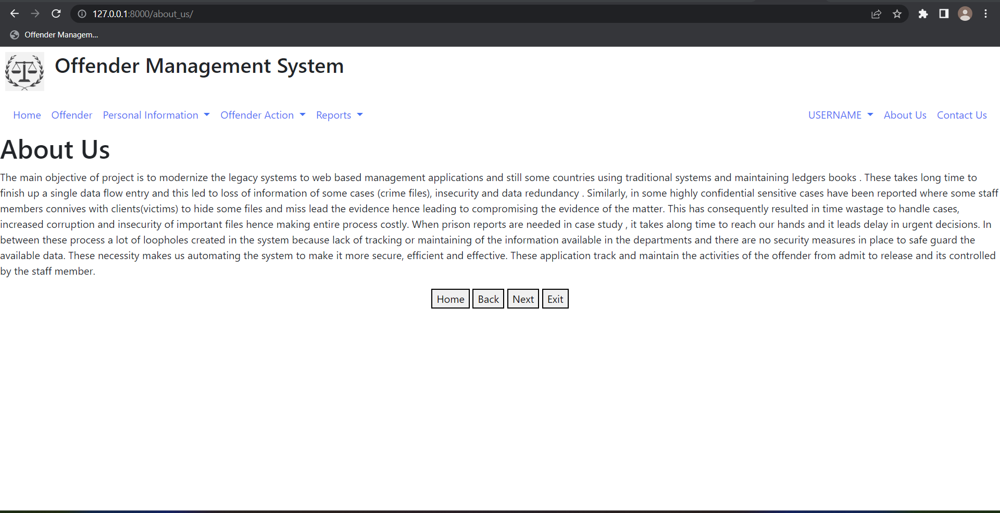 127.0.0.1:8000/about_us/
Offender Managem...
Offender Management System
Home Offender Personal Information Offender Action Reports USERNAME About Us Contact Us
About Us
The main objective of project is to modernize the legacy systems to web based management applications and still some countries using traditional systems and maintaining ledgers books . These takes long time to
finish up a single data flow entry and this led to loss of information of some cases (crime files), insecurity and data redundancy . Similarly, in some highly confidential sensitive cases have been reported where some staff
members connives with clients(victims) to hide some files and miss lead the evidence hence leading to compromising the evidence of the matter. This has consequently resulted in time wastage to handle cases,
increased corruption and insecurity of important files hence making entire process costly. When prison reports are needed in case study , it takes along time to reach our hands and it leads delay in urgent decisions. In
between these process a lot of loopholes created in the system because lack of tracking or maintaining of the information available in the departments and there are no security measures in place to safe guard the
available data. These necessity makes us automating the system to make it more secure, efficient and effective. These application track and maintain the activities of the offender from admit to release and its controlled
by the staff member.
Home Back Next Exit